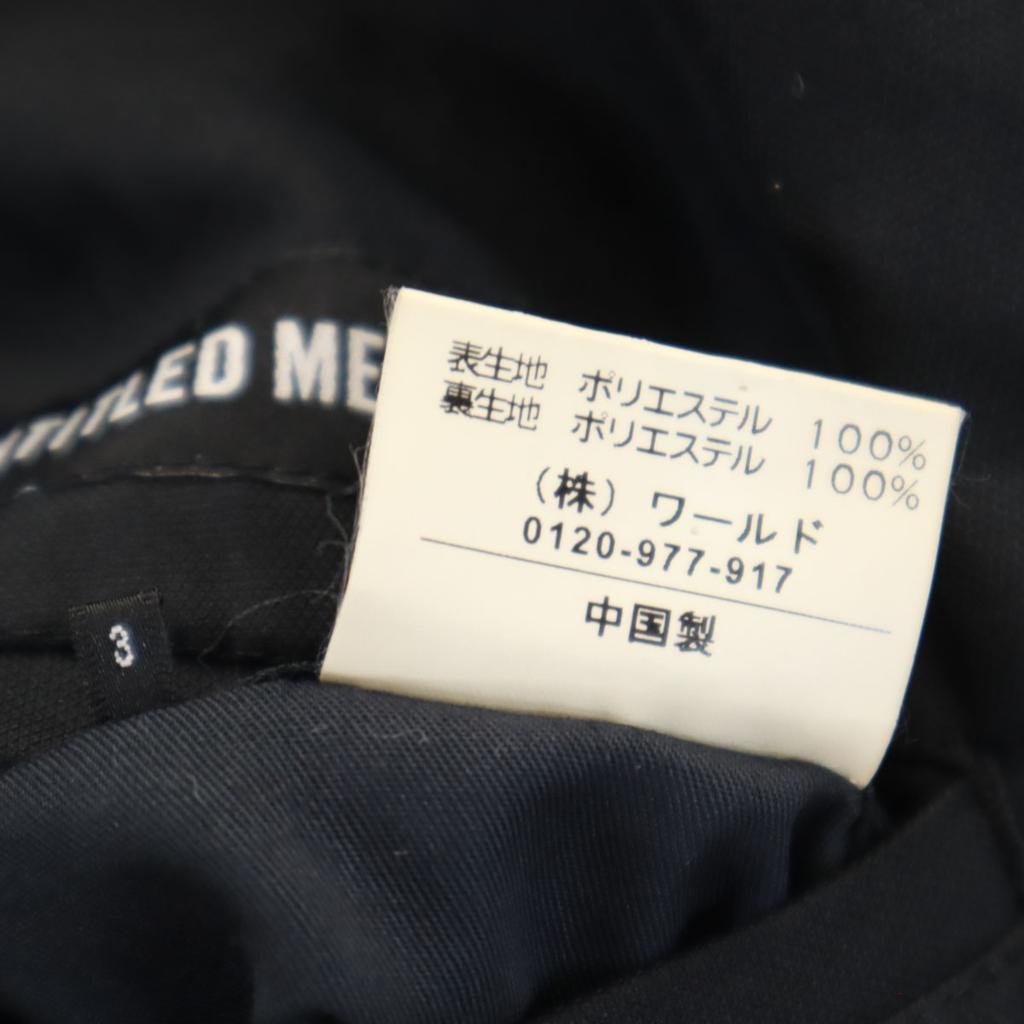 TITLED ME
表生地 ポリエステル 100%
裏生地 ポリエステル 100%
(株) ワールド
0120-977-917
中国製
3